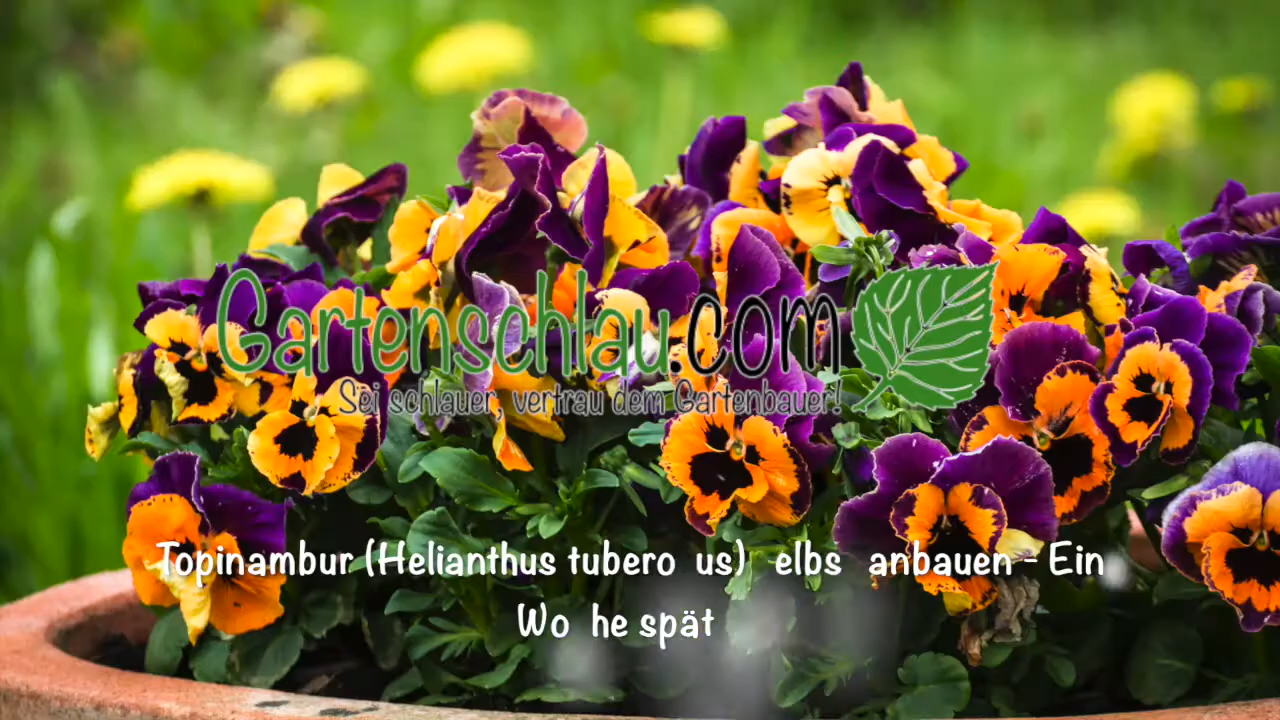 Gartenschlau.com
Sei schlauer, vertrau dem Gartenbauer!
Topinambur (Helianthus tubero us) elbs anbauen - Ein
Wo he spät